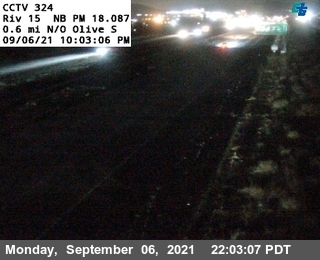 CCTV 324
Riv 15 NB PM 18.087
0.6 mi N/O Olive S
09/06/21 10:03:06 PM
Monday, September 06, 2021 22:03:07 PDT